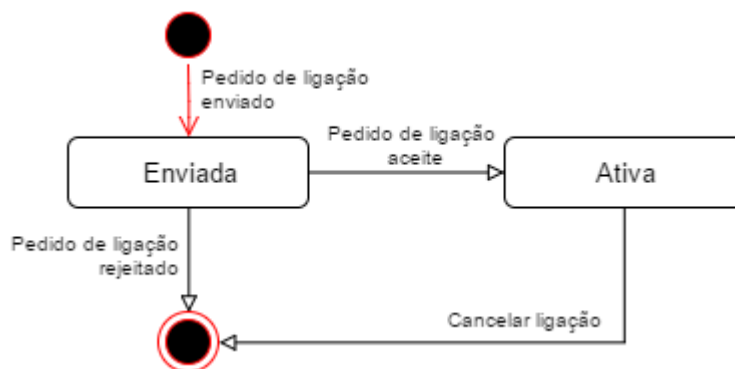 Pedido de ligação
enviado
Pedido de ligação
aceite
Enviada
Ativa
Pedido de ligação
rejeitado
Cancelar ligação